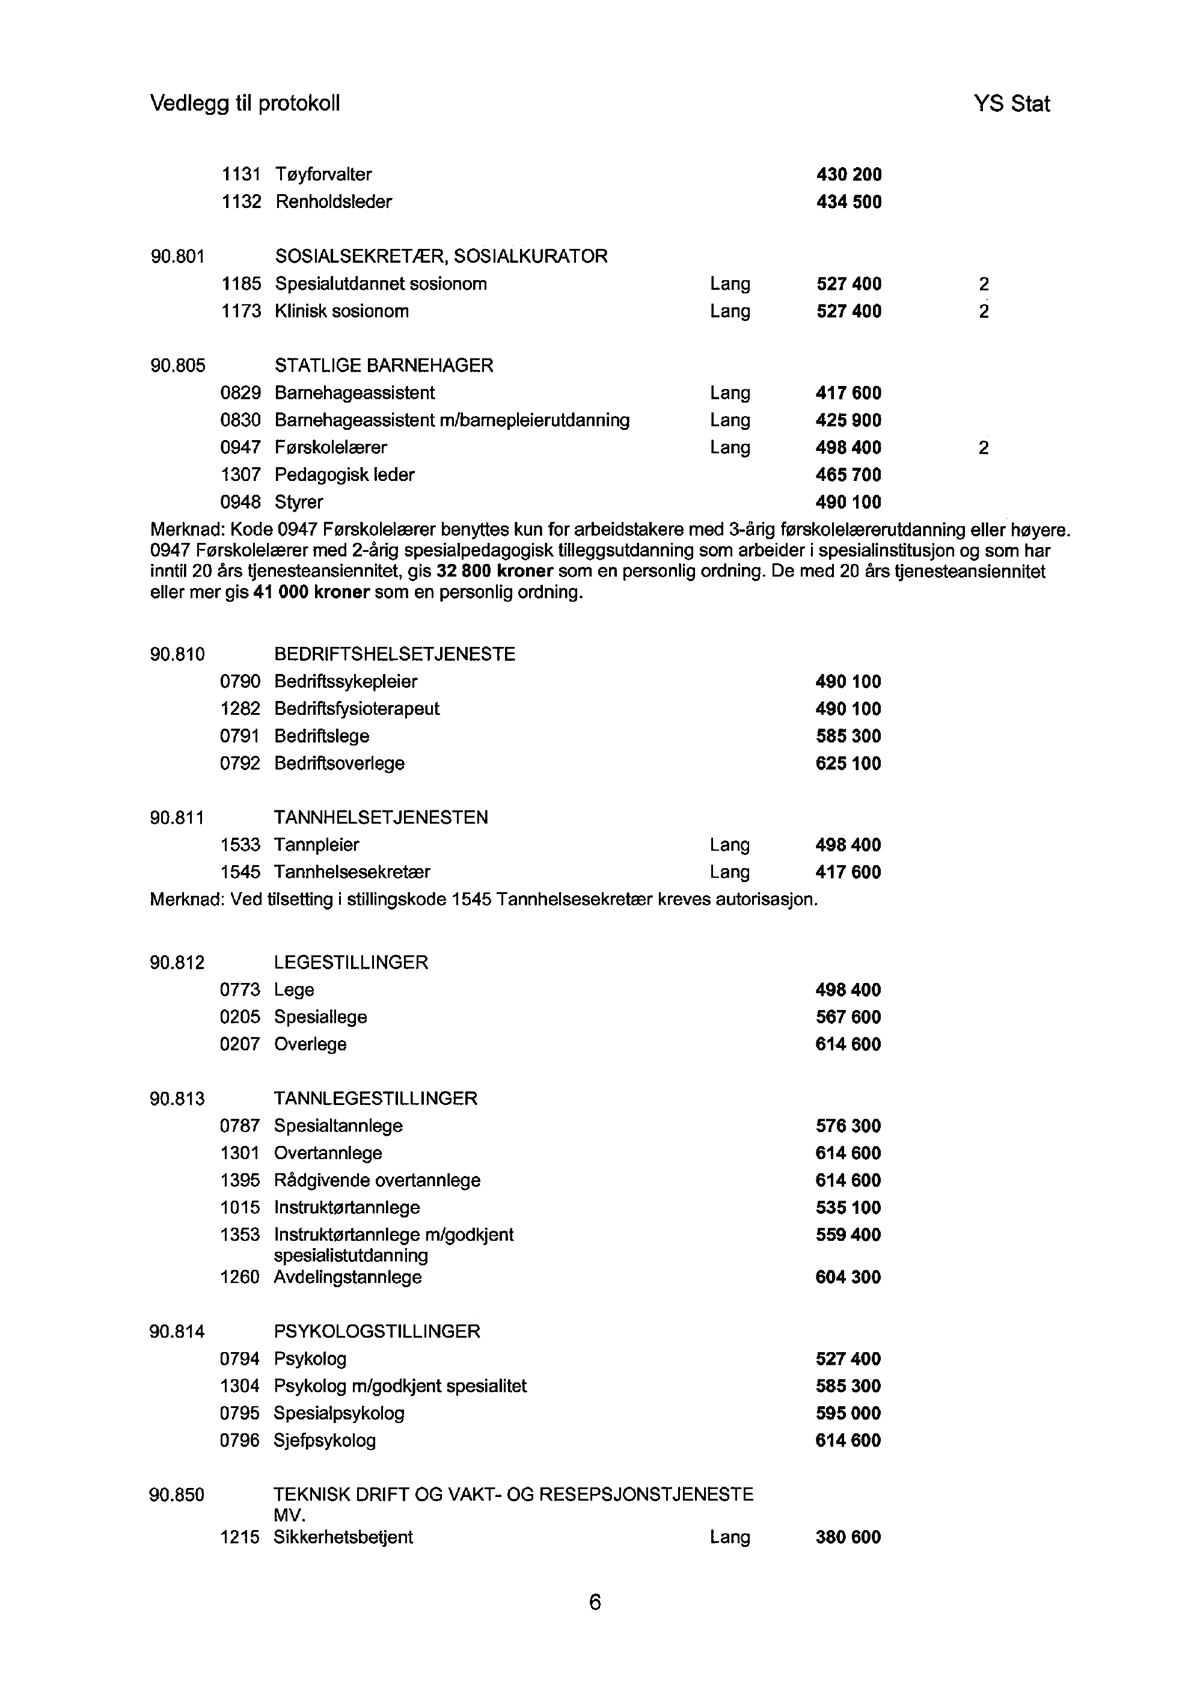 Vedlegg til protokoll YS Stat
1131 Tøyforvalter 430 200
1132 Renholdsleder 434 500
90.801 SOSIALSEKRETÆR, SOSIALKURATOR
1185 Spesialutdannet sosionom Lang 527 400 2
1173 Klinisk sosionom Lang 527 400 2
90.805 STATLIGE BARNEHAGER
0829 Barnehageassistent Lang 417 600
0830 Barnehageassistent m/barnepleierutdanning Lang 425 900
0947 Førskolelærer Lang 498 400 2
1307 Pedagogisk leder 465 700
0948 Styrer 490 100
Merknad: Kode 0947 Førskolelærer benyttes kun for arbeidstakere med 3-årig førskolelærerutdanning eller høyere.
0947 Førskolelærer med 2-årig spesialpedagogisk tilleggsutdanning som arbeider i spesialinstitusjon og som har
inntil 20 års tjenesteansiennitet, gis 32 800 kroner som en personlig ordning. De med 20 års tjenesteansiennitet
eller mer gis 41 000 kroner som en personlig ordning.
90.810 BEDRIFTSHELSETJENESTE
0790 Bedriftssykepleier 490 100
1282 Bedriftsfysioterapeut 490 100
0791 Bedriftslege 585 300
0792 Bedriftsoverlege 625 100
90.811 TANNHELSETJENESTEN
1533 Tannpleier Lang 498 400
1545 Tannhelsesekretær Lang 417 600
Merknad: Ved tilsetting i stillingskode 1545 Tannhelsesekretær kreves autorisasjon.
90.812 LEGESTILLINGER
0773 Lege 498 400
0205 Spesiallege 567 600
0207 Overlege 614 600
90.813 TANNLEGESTILLINGER
0787 Spesialtannlege 576 300
1301 Overtannlege 614 600
1395 Rådgivende overtannlege 614 600
1015 Instruktørtannlege 535 100
1353 Instruktørtannlege m/godkjent 559 400
spesialistutdanning
1260 Avdelingstannlege 604 300
90.814 PSYKOLOGSTILLINGER
0794 Psykolog 527 400
1304 Psykolog m/godkjent spesialitet 585 300
0795 Spesialpsykolog 595 000
0796 Sjefpsykolog 614 600
90.850 TEKNISK DRIFT OG VAKT- OG RESEPSJONSTJENESTE
MV.
1215 Sikkerhetsbetjent Lang 380 600
6